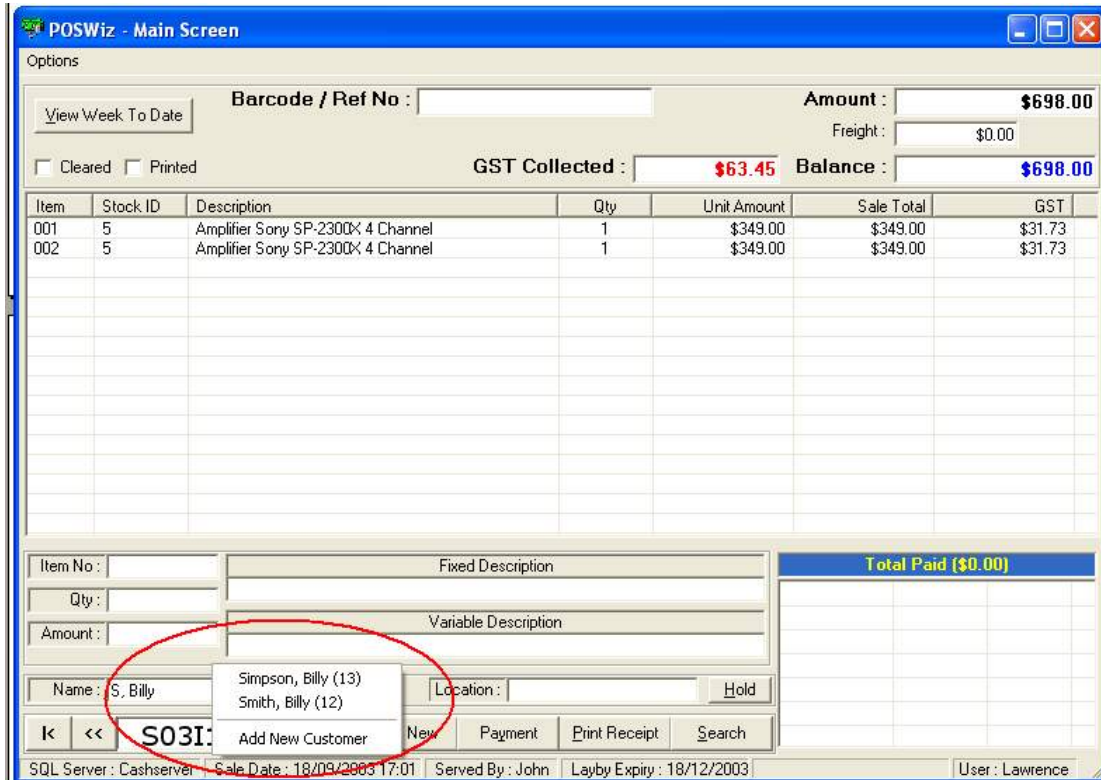 POSWiz - Main Screen
Options
View Week To Date
Barcode / Ref No :
Amount : $698.00
Freight : $0.00
Cleared Printed
GST Collected : $63.45
Balance : $698.00
Item Stock ID Description Qty Unit Amount Sale Total GST
001 5 Amplifier Sony SP-2300X 4 Channel 1 $349.00 $349.00 $31.73
002 5 Amplifier Sony SP-2300X 4 Channel 1 $349.00 $349.00 $31.73
Item No :
Fixed Description
Total Paid ($0.00)
Qty :
Variable Description
Amount :
Name : S, Billy
Simpson, Billy (13)
Smith, Billy (12)
Add New Customer
Location :
Hold
|< << S03I New Payment Print Receipt Search
SQL Server : Cashserver Sale Date : 18/09/2003 17:01 Served By : John Layby Expiry : 18/12/2003 User : Lawrence